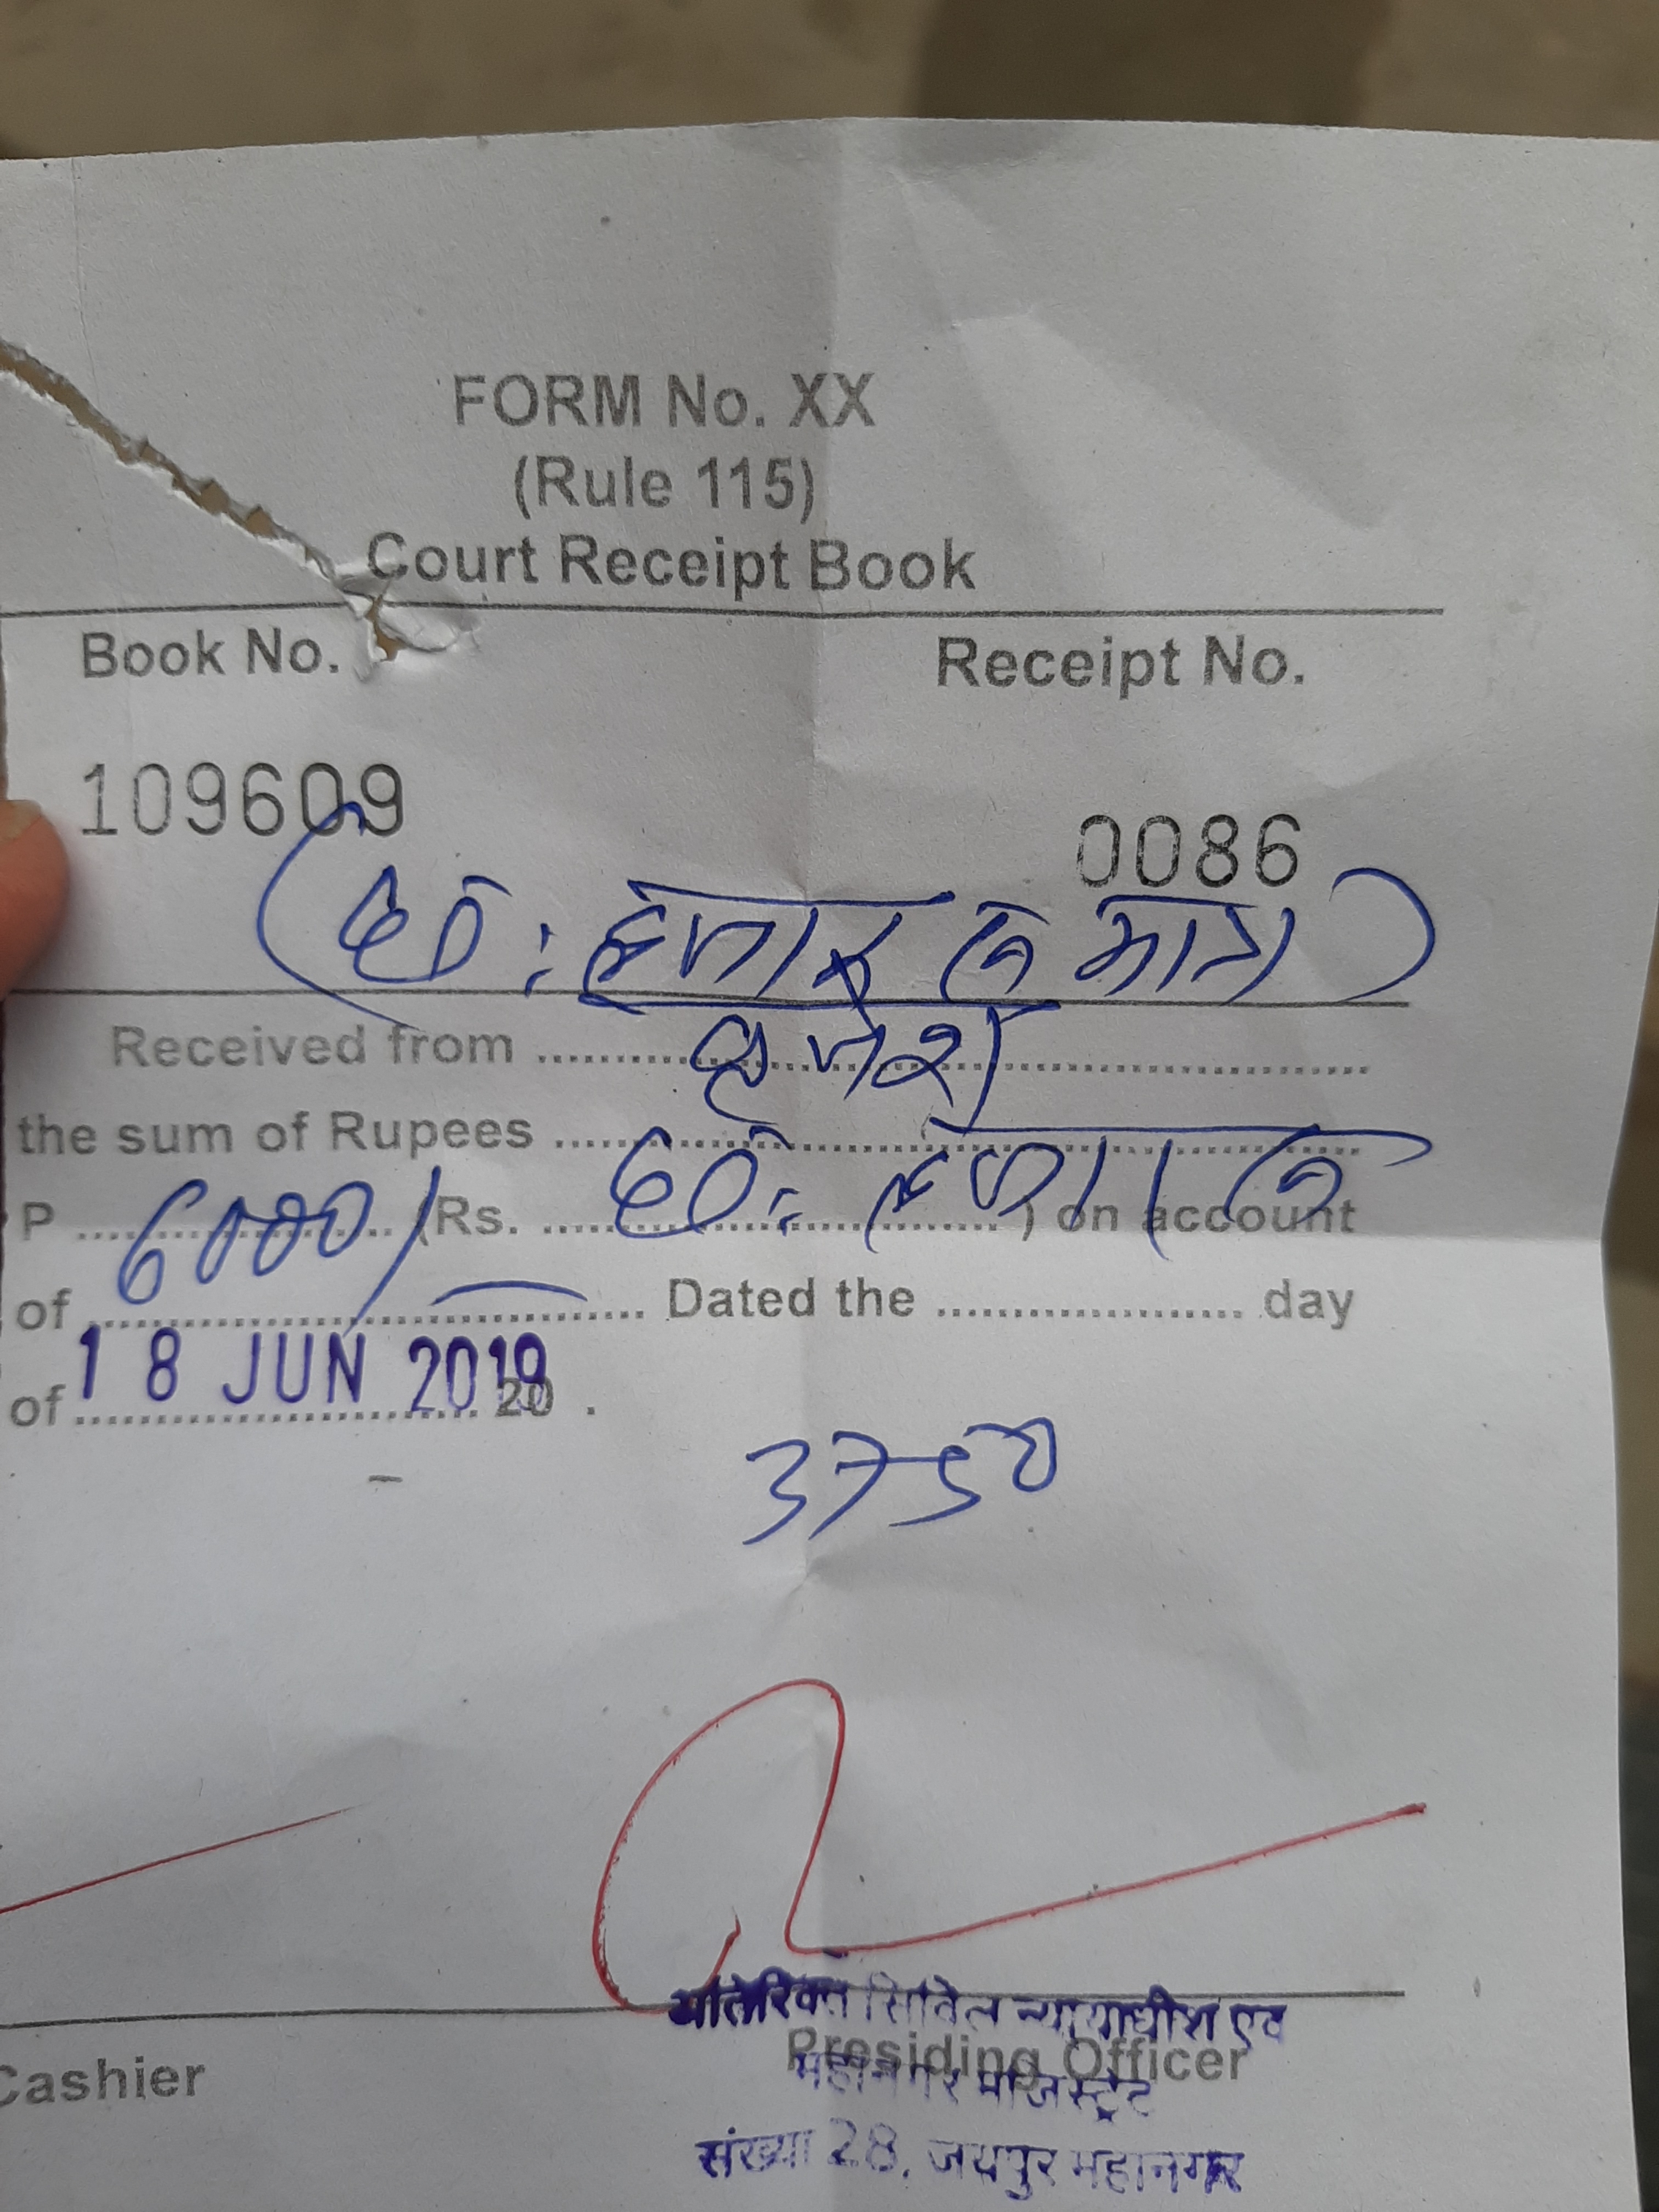 FORM No. XX
(Rule 115)
Court Receipt Book
Book No. Receipt No.
109609 0086
Received from
the sum of Rupees
P 6000/ (Rs. ) on account
of Dated the day
of 18 JUN 2019 20 .
3750
अतिरिक्त सिविल न्यायाधीश एवं
Presiding Officer
महानगर मजिस्ट्रेट
Cashier
संख्या 28, जयपुर महानगर